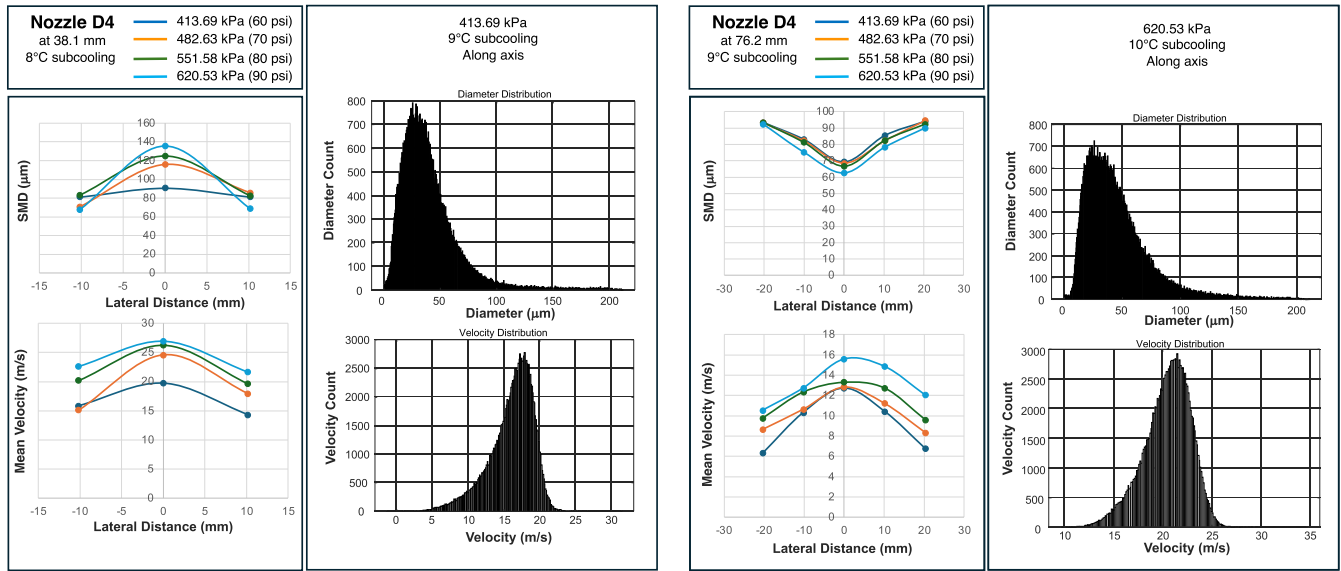 Nozzle D4
at 38.1 mm
8°C subcooling
413.69 kPa (60 psi)
482.63 kPa (70 psi)
551.58 kPa (80 psi)
620.53 kPa (90 psi)
SMD (µm)
160
140
120
100
80
60
40
20
0
-15 -10 -5 0 5 10 15
Lateral Distance (mm)
Mean Velocity (m/s)
30
25
20
15
10
5
0
-15 -10 -5 0 5 10 15
Lateral Distance (mm)
413.69 kPa
9°C subcooling
Along axis
Diameter Distribution
Diameter Count
800
700
600
500
400
300
200
100
0
0 50 100 150 200
Diameter (µm)
Velocity Distribution
Velocity Count
3000
2500
2000
1500
1000
500
0
0 5 10 15 20 25 30
Velocity (m/s)
Nozzle D4
at 76.2 mm
9°C subcooling
413.69 kPa (60 psi)
482.63 kPa (70 psi)
551.58 kPa (80 psi)
620.53 kPa (90 psi)
SMD (µm)
100
90
80
70
60
50
40
30
20
10
0
-30 -20 -10 0 10 20 30
Lateral Distance (mm)
Mean Velocity (m/s)
18
16
14
12
10
8
6
4
2
0
-30 -20 -10 0 10 20 30
Lateral Distance (mm)
620.53 kPa
10°C subcooling
Along axis
Diameter Distribution
Diameter Count
800
700
600
500
400
300
200
100
0
0 50 100 150 200
Diameter (µm)
Velocity Distribution
Velocity Count
3000
2500
2000
1500
1000
500
0
10 15 20 25 30 35
Velocity (m/s)